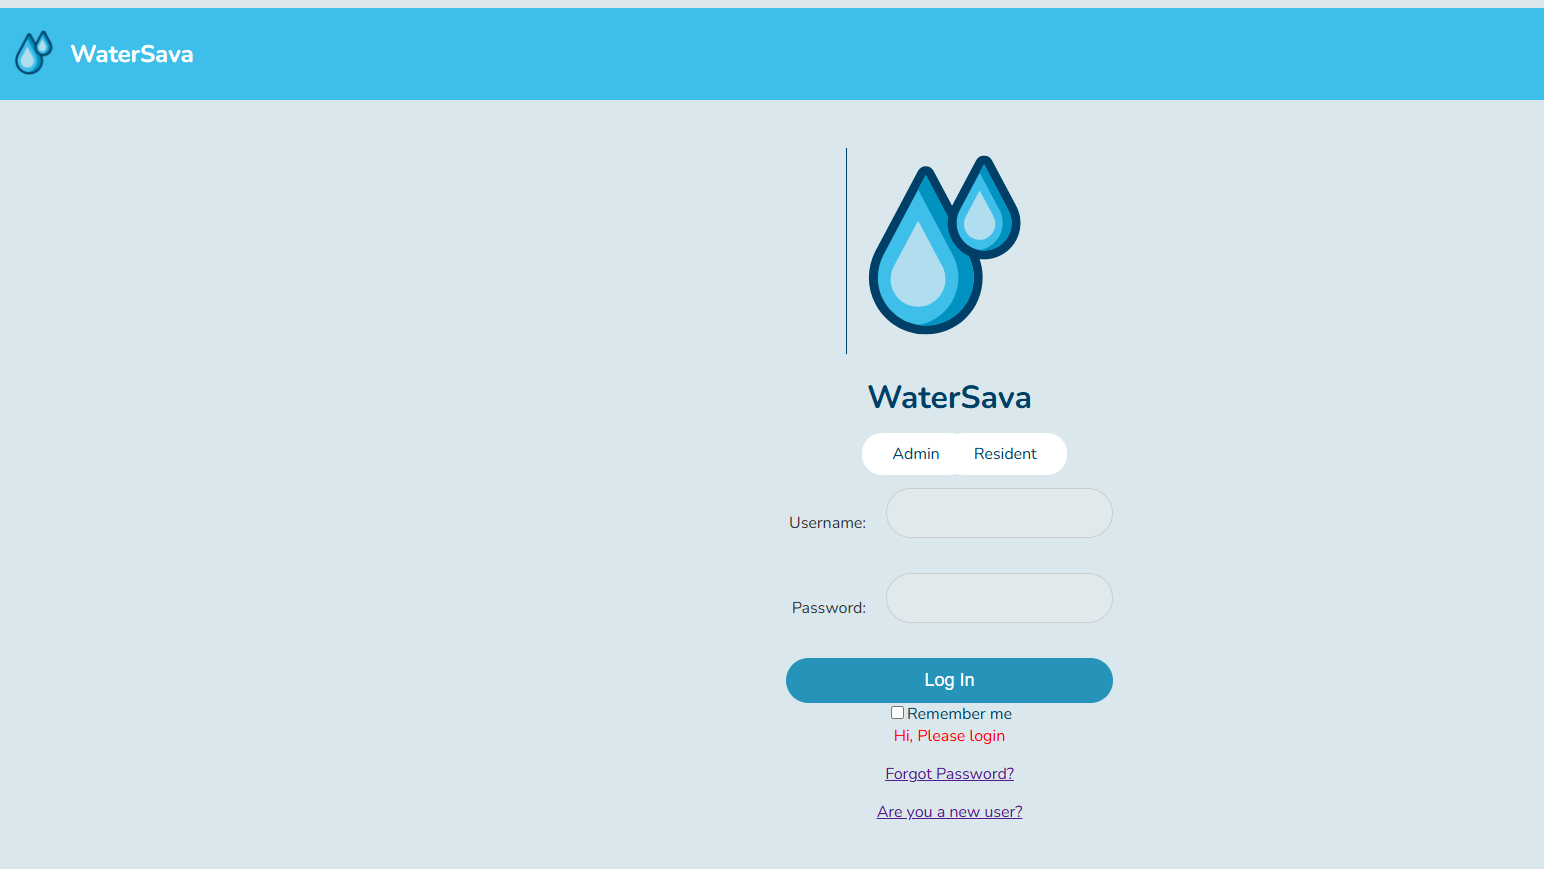 WaterSava
WaterSava
Admin Resident
Username:
Password:
Log In
Remember me
Hi, Please login
Forgot Password?
Are you a new user?